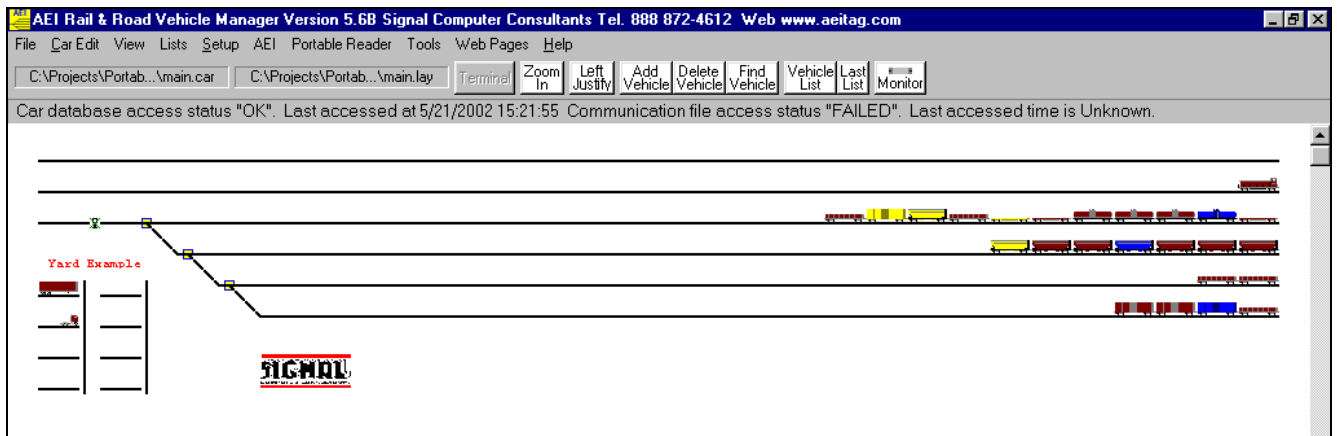 AEI Rail & Road Vehicle Manager Version 5.6B Signal Computer Consultants Tel. 888 872-4612 Web www.aeitag.com
File Car Edit View Lists Setup AEI Portable Reader Tools Web Pages Help
C:\Projects\Portab...\main.car C:\Projects\Portab...\main.lay Terminal Zoom In Left Justify Add Vehicle Delete Vehicle Find Vehicle Vehicle List Last List Monitor
Car database access status "OK". Last accessed at 5/21/2002 15:21:55 Communication file access status "FAILED". Last accessed time is Unknown.
Yard Example
SIGNAL